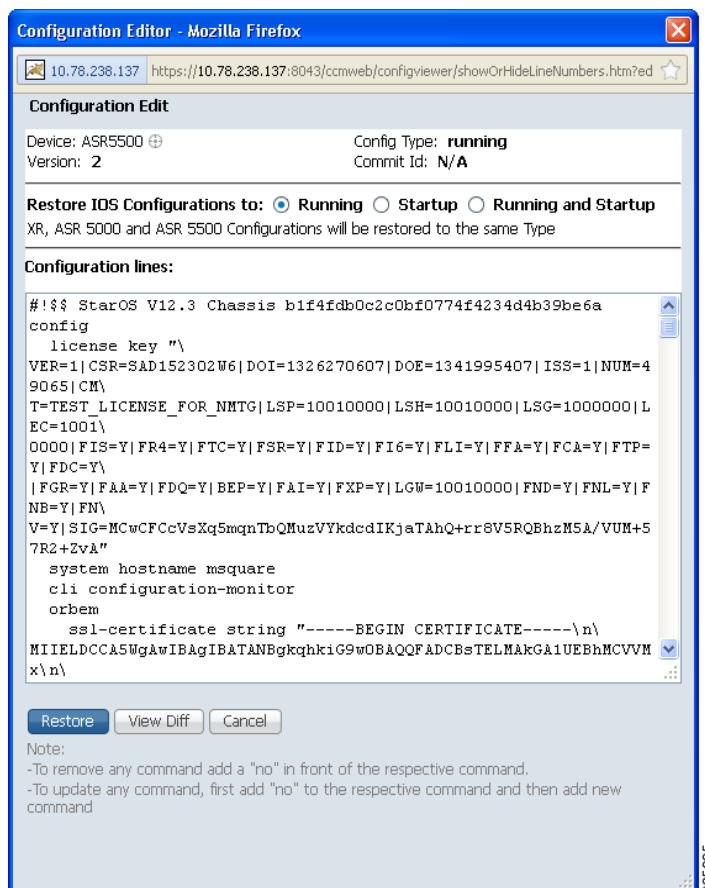 Configuration Editor - Mozilla Firefox
10.78.238.137 https://10.78.238.137:8043/ccmweb/configviewer/showOrHideLineNumbers.htm?ed
Configuration Edit
Device: ASR5500 Config Type: running
Version: 2 Commit Id: N/A
Restore IOS Configurations to: Running Startup Running and Startup
XR, ASR 5000 and ASR 5500 Configurations will be restored to the same Type
Configuration lines:
#!$$ StarOS V12.3 Chassis b1f4fdb0c2c0bf0774f4234d4b39be6a
config
license key "\
VER=1|CSR=SAD152302W6|DOI=1326270607|DOE=1341995407|ISS=1|NUM=4
9065|CM\
T=TEST_LICENSE_FOR_NMTG|LSP=10010000|LSH=10010000|LSG=1000000|L
EC=1001\
0000|FIS=Y|FR4=Y|FTC=Y|FSR=Y|FID=Y|FI6=Y|FLI=Y|FFA=Y|FCA=Y|FTP=
Y|FDC=Y\
|FGR=Y|FAA=Y|FDQ=Y|BEP=Y|FAI=Y|FXP=Y|LGW=10010000|FND=Y|FNL=Y|F
NB=Y|FN\
V=Y|SIG=MCwCFCcVsXq5mqnTbQMuzVYkdcdIKjaTAhQ+rr8V5RQBhzM5A/VUM+5
7R2+ZvA"
system hostname msquare
cli configuration-monitor
orbem
ssl-certificate string "-----BEGIN CERTIFICATE-----\n\
MIIELDCCA5WgAwIBAgIBATANBgkqhkiG9w0BAQQFADCBsTELMAkGA1UEBhMCVVM
x\n\
Restore View Diff Cancel
Note:
-To remove any command add a "no" in front of the respective command.
-To update any command, first add "no" to the respective command and then add new
command